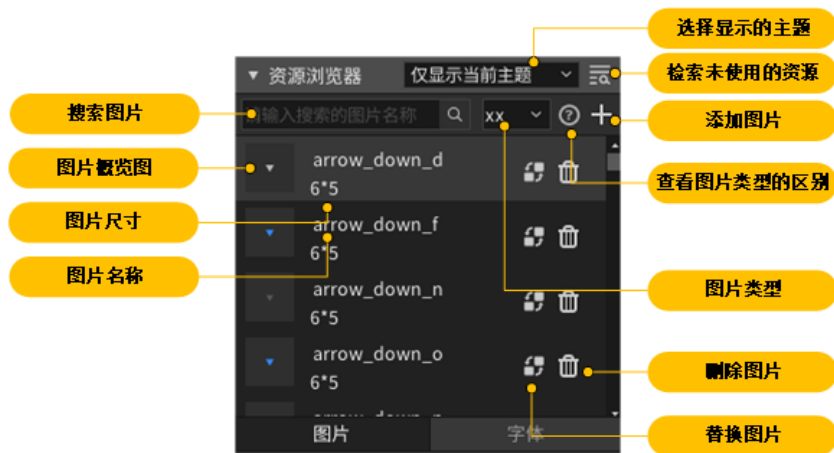 选择显示的主题
资源浏览器
仅显示当前主题
检索未使用的资源
搜索图片
请输入搜索的图片名称
xx
添加图片
图片概览图
arrow_down_d
6*5
查看图片类型的区别
图片尺寸
arrow_down_f
6*5
图片名称
arrow_down_n
6*5
图片类型
arrow_down_o
6*5
删除图片
图片
字体
替换图片